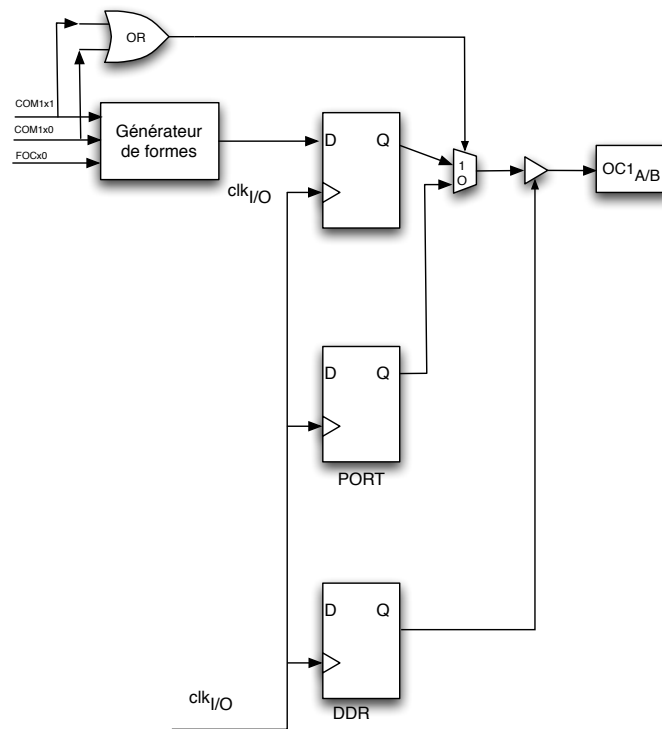 OR
COM1x1
COM1x0
FOCx0
Générateur
de formes
D Q
clkI/O
1
0
OC1A/B
D Q
PORT
D Q
clkI/O
DDR